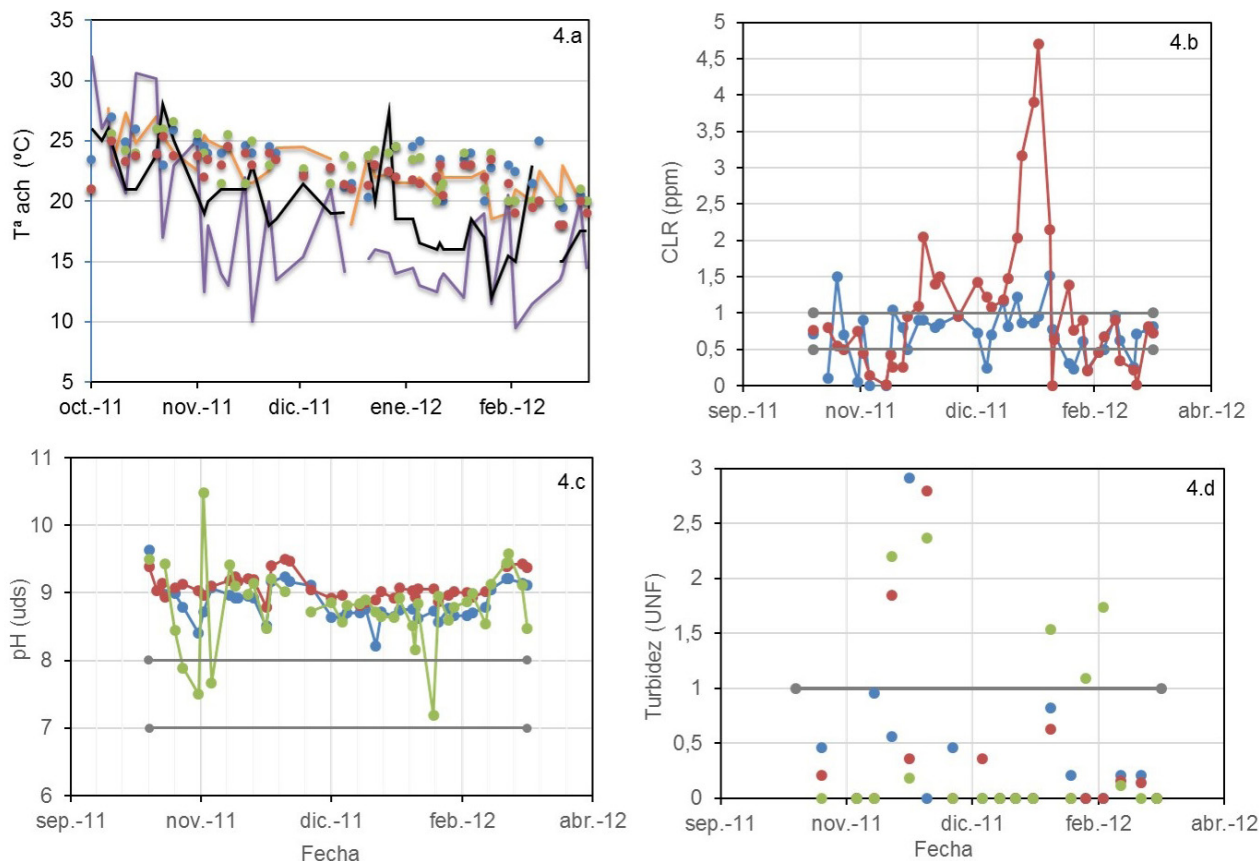 4.a
Tª ach (ºC)
35
30
25
20
15
10
5
oct.-11 nov.-11 dic.-11 ene.-12 feb.-12
4.b
CLR (ppm)
5
4,5
4
3,5
3
2,5
2
1,5
1
0,5
0
sep.-11 nov.-11 dic.-11 feb.-12 abr.-12
4.c
pH (uds)
11
10
9
8
7
6
sep.-11 nov.-11 dic.-11 feb.-12 abr.-12
Fecha
4.d
Turbidez (UNF)
3
2,5
2
1,5
1
0,5
0
sep.-11 nov.-11 dic.-11 feb.-12 abr.-12
Fecha